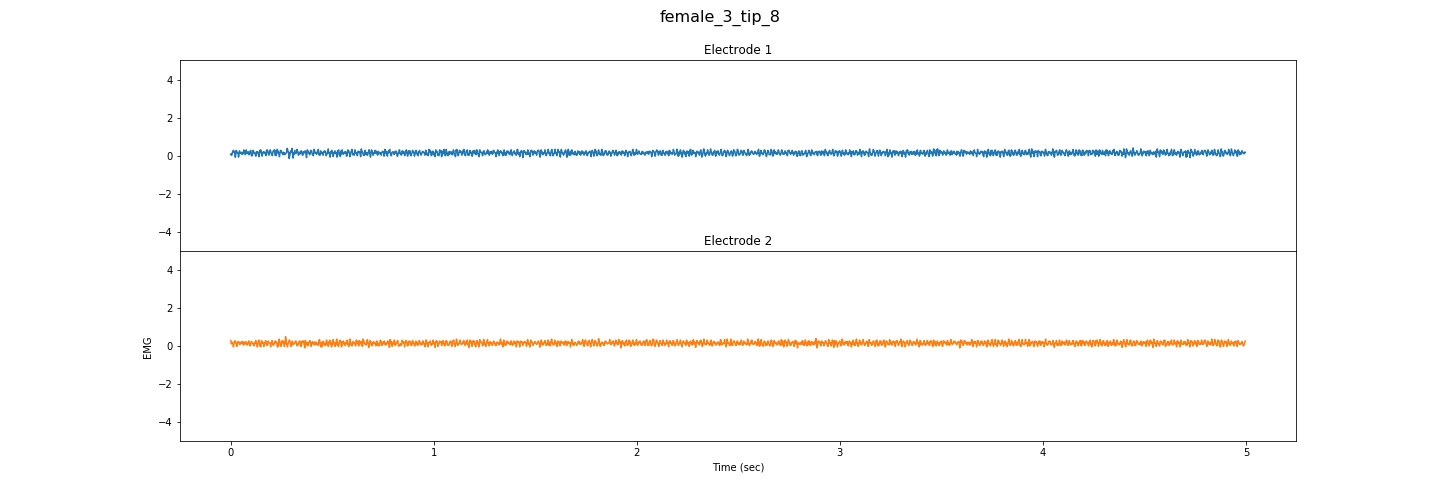 female_3_tip_8
Electrode 1
4
2
0
−2
−4
Electrode 2
4
2
0
−2
−4
EMG
0 1 2 3 4 5
Time (sec)